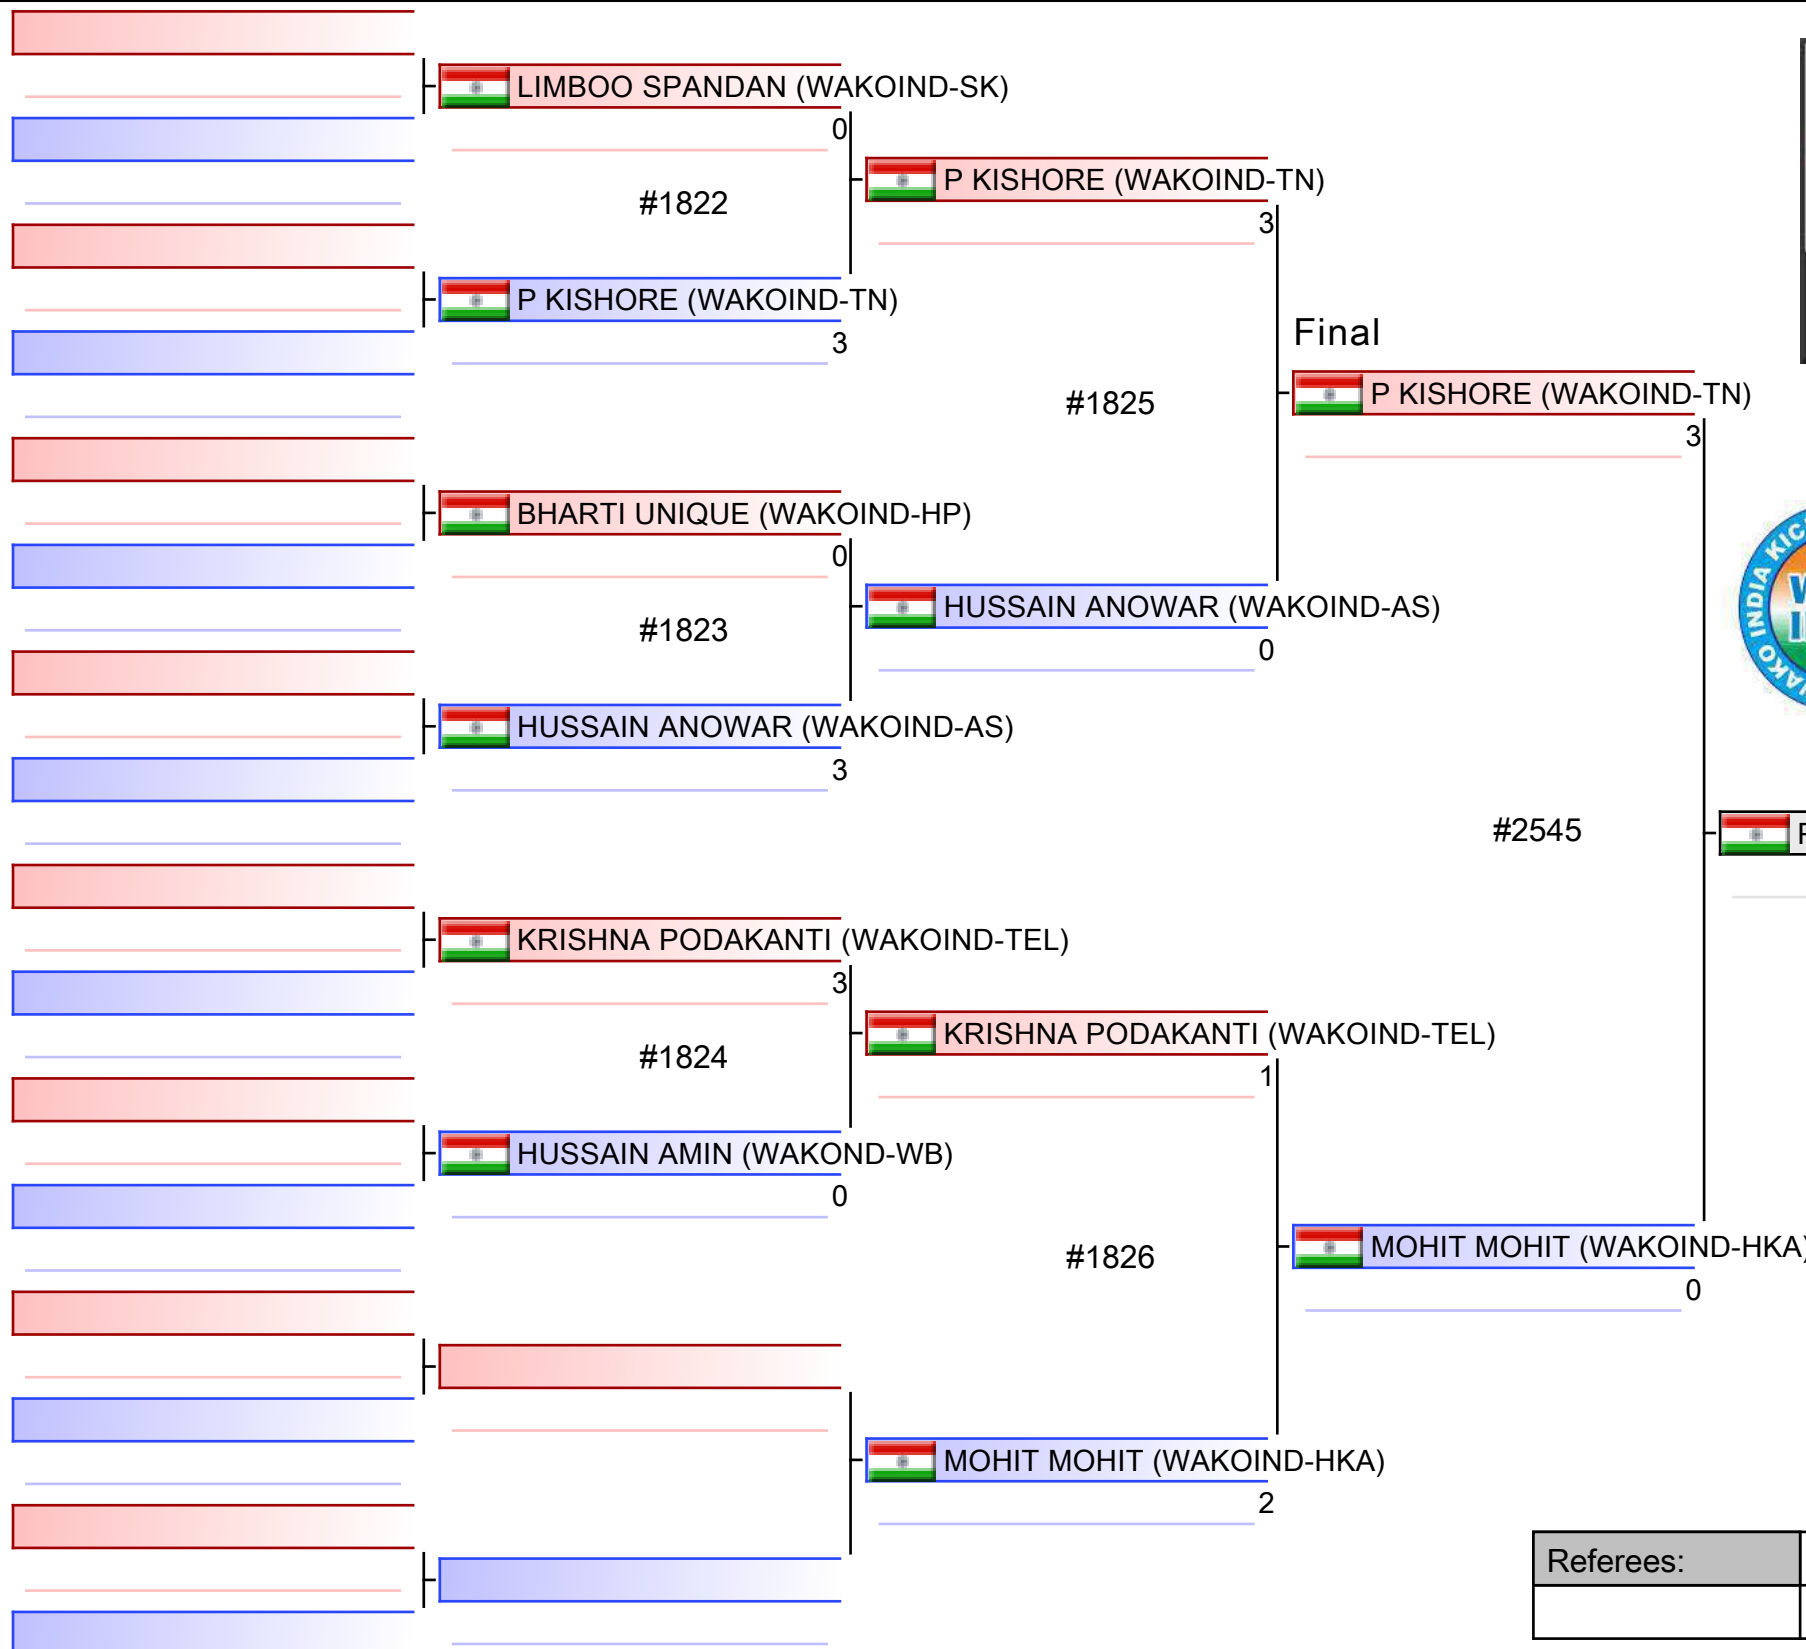 LIMBOO SPANDAN (WAKOIND-SK)
0
P KISHORE (WAKOIND-TN)
#1822
3
P KISHORE (WAKOIND-TN)
3
Final
#1825
P KISHORE (WAKOIND-TN)
3
BHARTI UNIQUE (WAKOIND-HP)
0
HUSSAIN ANOWAR (WAKOIND-AS)
#1823
0
HUSSAIN ANOWAR (WAKOIND-AS)
3
WAKO INDIA KIC
#2545
P
KRISHNA PODAKANTI (WAKOIND-TEL)
3
KRISHNA PODAKANTI (WAKOIND-TEL)
#1824
1
HUSSAIN AMIN (WAKOND-WB)
0
#1826
MOHIT MOHIT (WAKOIND-HKA)
0
MOHIT MOHIT (WAKOIND-HKA)
2
Referees: